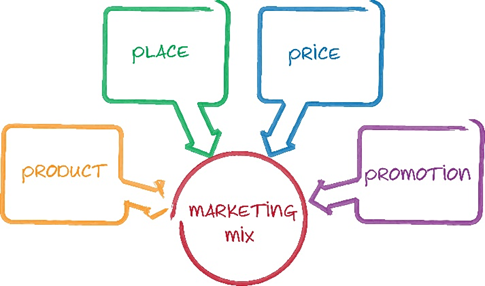 PLACE
PRICE
PRODUCT
PROMOTION
MARKETING
mix